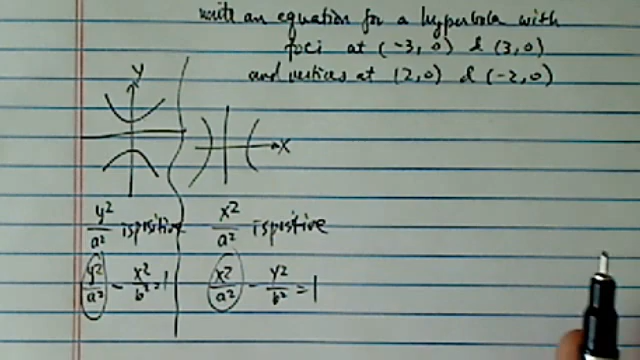 write an equation for a hyperbola with
foci at (-3, 0) & (3, 0)
and vertices at (2, 0) & (-2, 0)
y
x
y²/a² is positive
x²/a² is positive
y²/a² - x²/b² = 1
x²/a² - y²/b² = 1